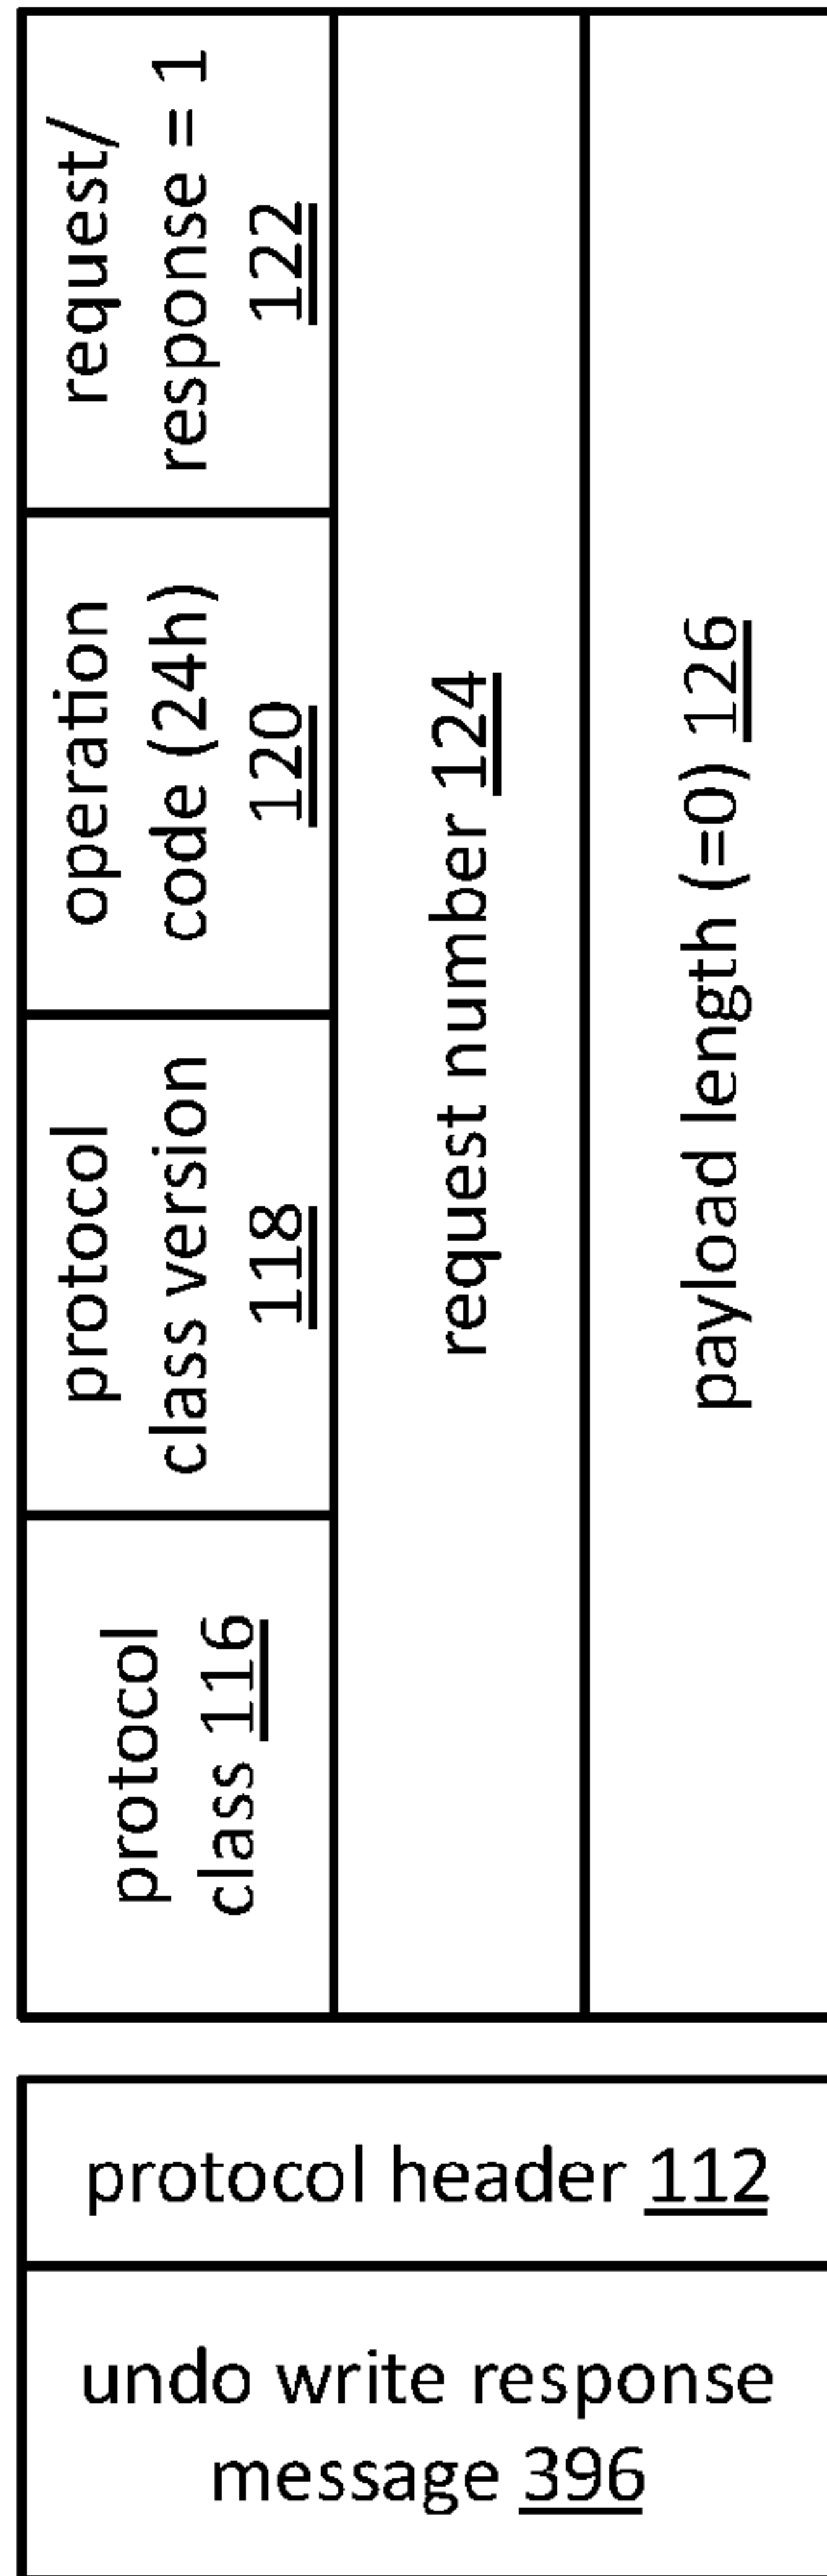 undo write response
message 396
protocol header 112
protocol
class 116
protocol
class version
118
operation
code (24h)
120
request/
response = 1
122
request number 124
payload length (=0) 126